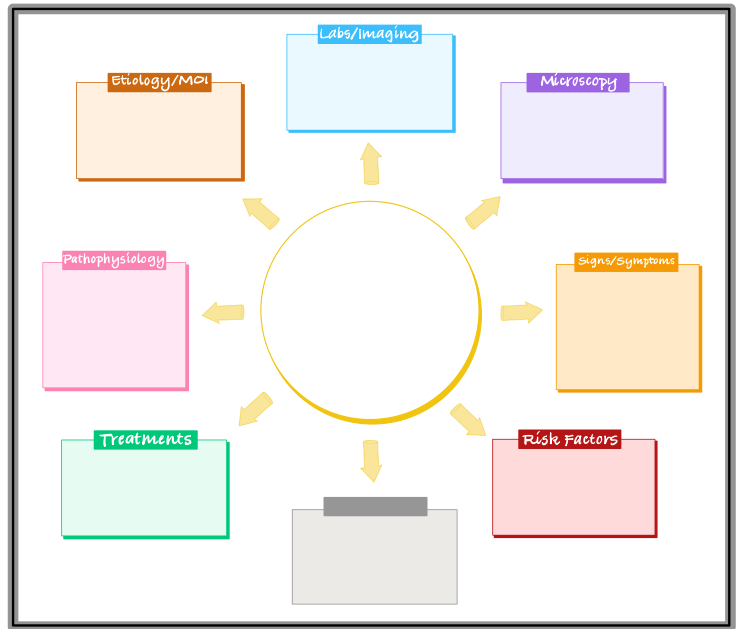 Labs/Imaging
Etiology/MOI
Microscopy
Pathophysiology
Signs/Symptoms
Treatments
Risk Factors